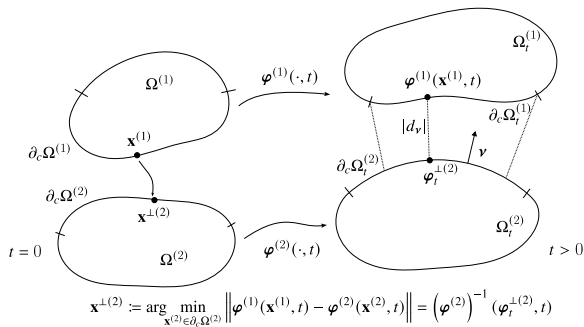 Ω⁽¹⁾
φ⁽¹⁾(·, t)
x⁽¹⁾
∂_cΩ⁽¹⁾
Ω_t⁽¹⁾
φ⁽¹⁾(x⁽¹⁾, t)
∂_cΩ_t⁽¹⁾
|d_ν|
ν
∂_cΩ_t⁽²⁾
φ_t^⊥⁽²⁾
∂_cΩ⁽²⁾
x^⊥⁽²⁾
Ω⁽²⁾
φ⁽²⁾(·, t)
Ω_t⁽²⁾
t = 0
t > 0
x^⊥⁽²⁾ ≔ arg min_{x⁽²⁾∈∂_cΩ⁽²⁾} ‖φ⁽¹⁾(x⁽¹⁾, t) − φ⁽²⁾(x⁽²⁾, t)‖ = (φ⁽²⁾)⁻¹ (φ_t^⊥⁽²⁾, t)